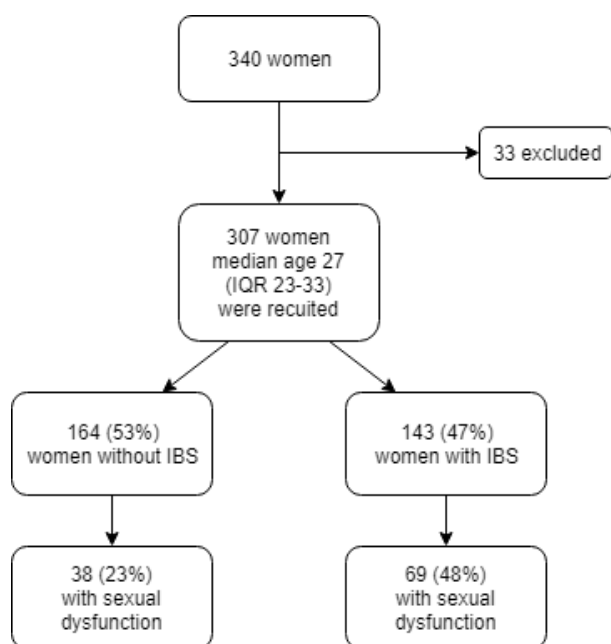 340 women
33 excluded
307 women
median age 27
(IQR 23-33)
were recuited
164 (53%)
women without IBS
143 (47%)
women with IBS
38 (23%)
with sexual
dysfunction
69 (48%)
with sexual
dysfunction